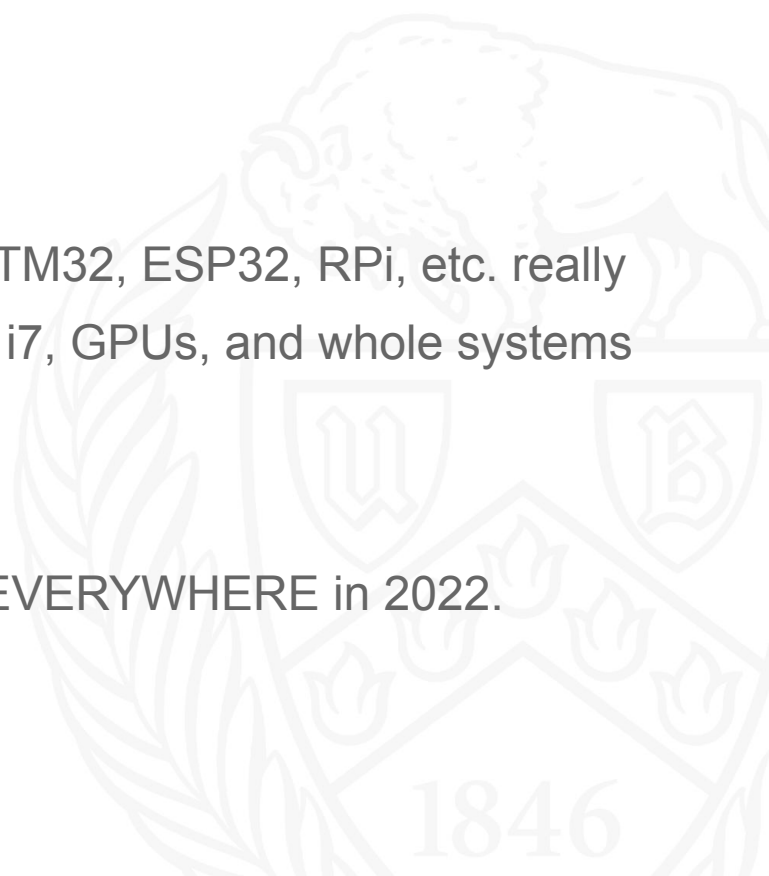 TM32, ESP32, RPi, etc. really
i7, GPUs, and whole systems
EVERYWHERE in 2022.
U B
1846